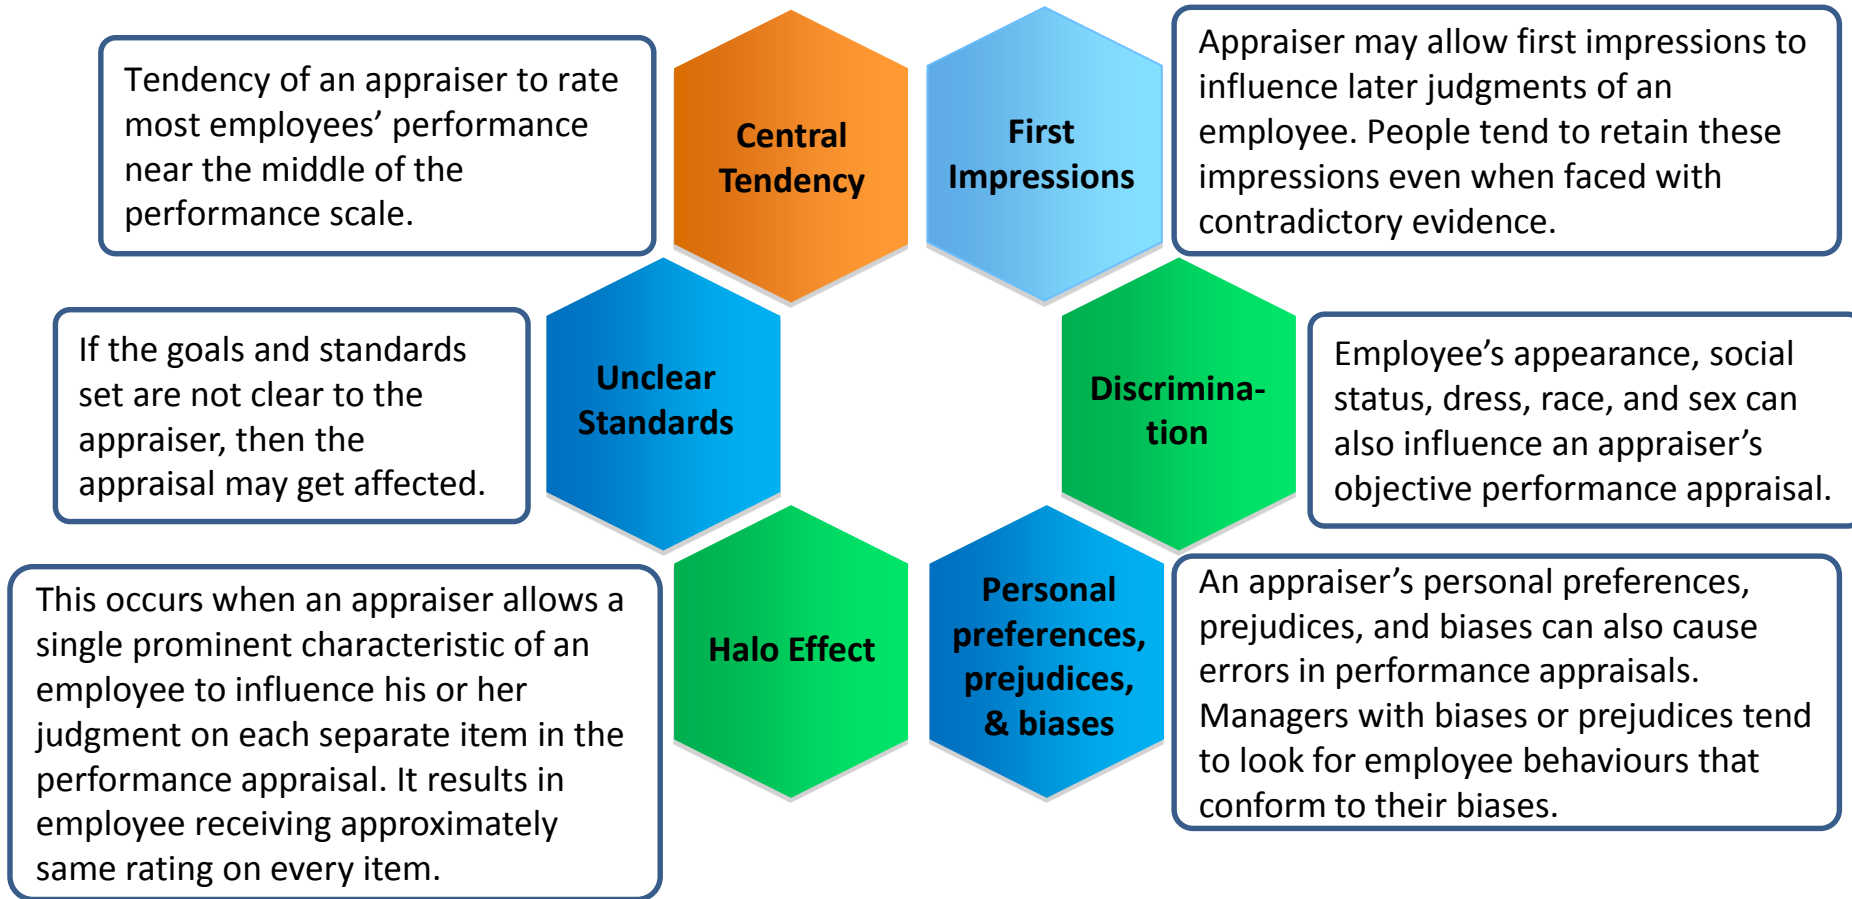 Tendency of an appraiser to rate
most employees’ performance
near the middle of the
performance scale.
Central
Tendency
First
Impressions
Appraiser may allow first impressions to
influence later judgments of an
employee. People tend to retain these
impressions even when faced with
contradictory evidence.
If the goals and standards
set are not clear to the
appraiser, then the
appraisal may get affected.
Unclear
Standards
Discrimina-
tion
Employee’s appearance, social
status, dress, race, and sex can
also influence an appraiser’s
objective performance appraisal.
This occurs when an appraiser allows a
single prominent characteristic of an
employee to influence his or her
judgment on each separate item in the
performance appraisal. It results in
employee receiving approximately
same rating on every item.
Halo Effect
Personal
preferences,
prejudices,
& biases
An appraiser’s personal preferences,
prejudices, and biases can also cause
errors in performance appraisals.
Managers with biases or prejudices tend
to look for employee behaviours that
conform to their biases.